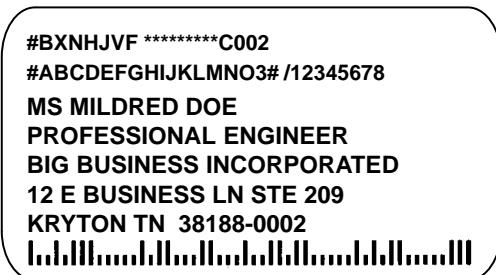 #BXNHJVF *********C002
#ABCDEFGHIJKLMNO3# /12345678
MS MILDRED DOE
PROFESSIONAL ENGINEER
BIG BUSINESS INCORPORATED
12 E BUSINESS LN STE 209
KRYTON TN  38188-0002